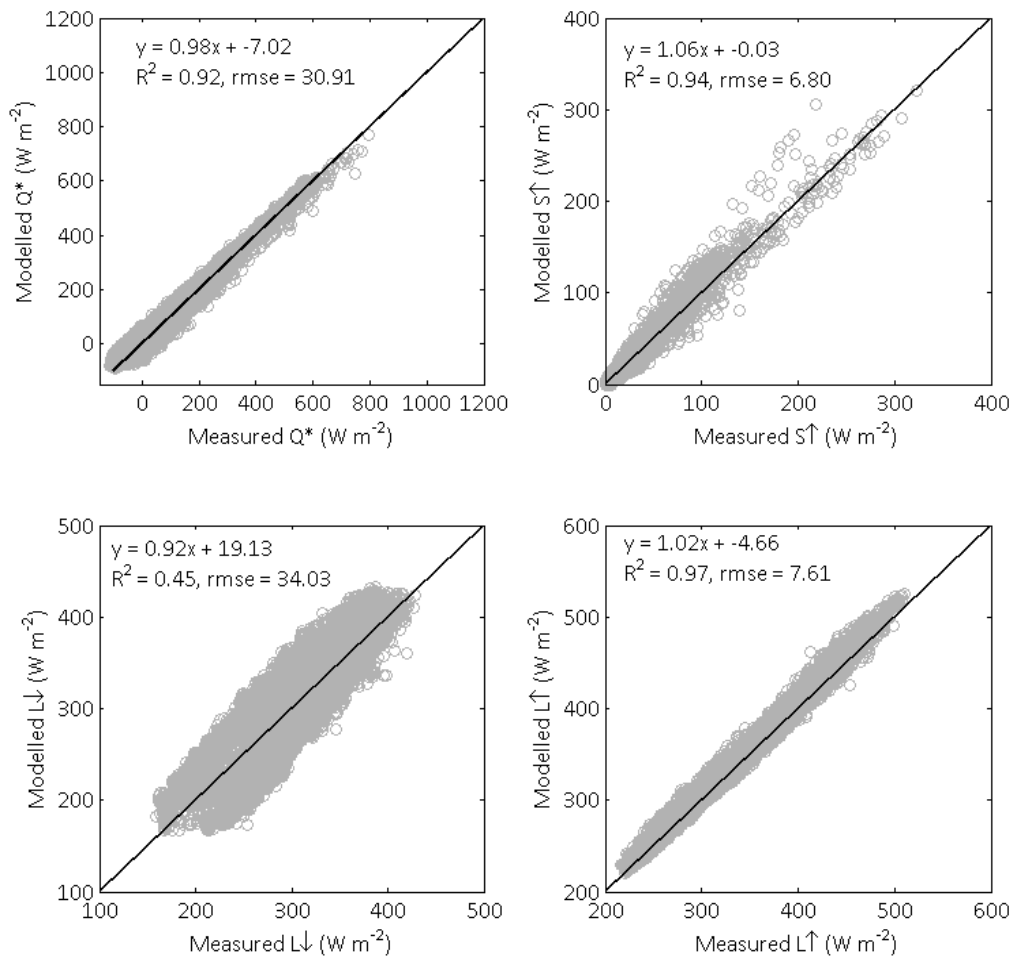 1200
1000
800
600
400
200
0
y = 0.98x + -7.02
R² = 0.92, rmse = 30.91
Modelled Q* (W m⁻²)
0 200 400 600 800 1000 1200
Measured Q* (W m⁻²)
400
300
200
100
0
y = 1.06x + -0.03
R² = 0.94, rmse = 6.80
Modelled S↑ (W m⁻²)
0 100 200 300 400
Measured S↑ (W m⁻²)
500
400
300
200
100
y = 0.92x + 19.13
R² = 0.45, rmse = 34.03
Modelled L↓ (W m⁻²)
100 200 300 400 500
Measured L↓ (W m⁻²)
600
500
400
300
200
y = 1.02x + -4.66
R² = 0.97, rmse = 7.61
Modelled L↑ (W m⁻²)
200 300 400 500 600
Measured L↑ (W m⁻²)